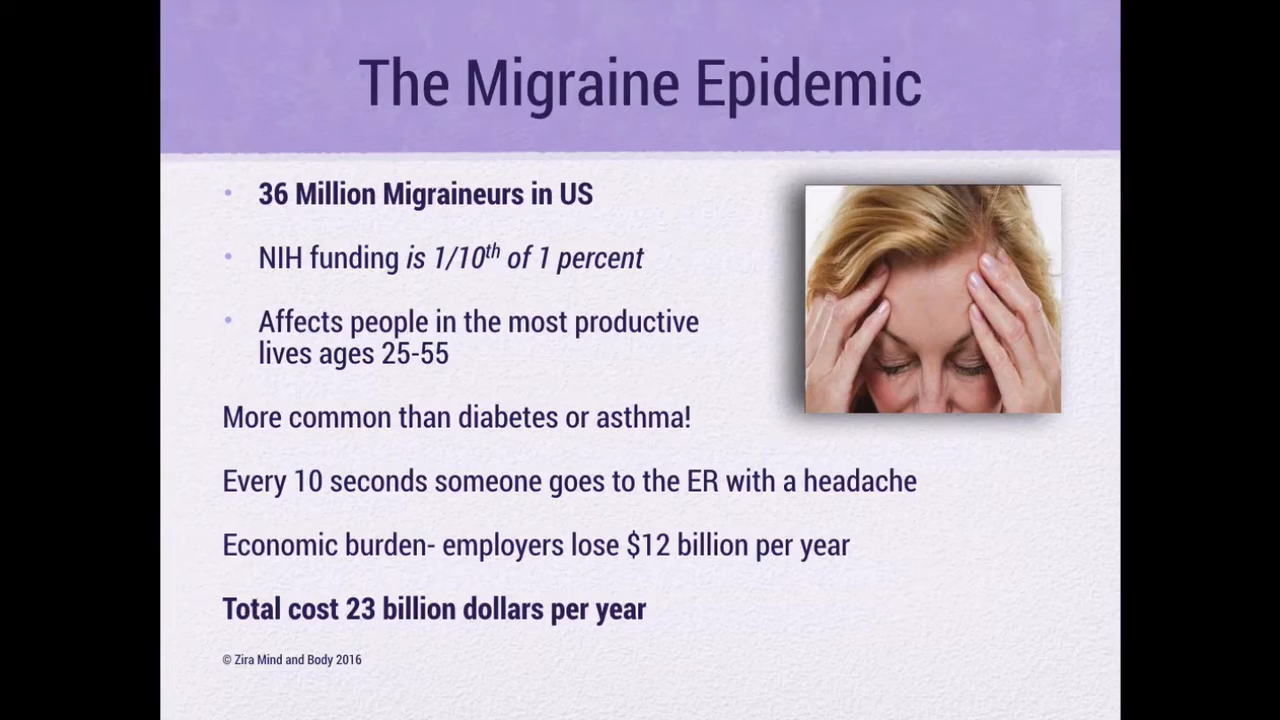 The Migraine Epidemic
• 36 Million Migraineurs in US
• NIH funding is 1/10th of 1 percent
• Affects people in the most productive
lives ages 25-55
More common than diabetes or asthma!
Every 10 seconds someone goes to the ER with a headache
Economic burden- employers lose $12 billion per year
Total cost 23 billion dollars per year
© Zira Mind and Body 2016